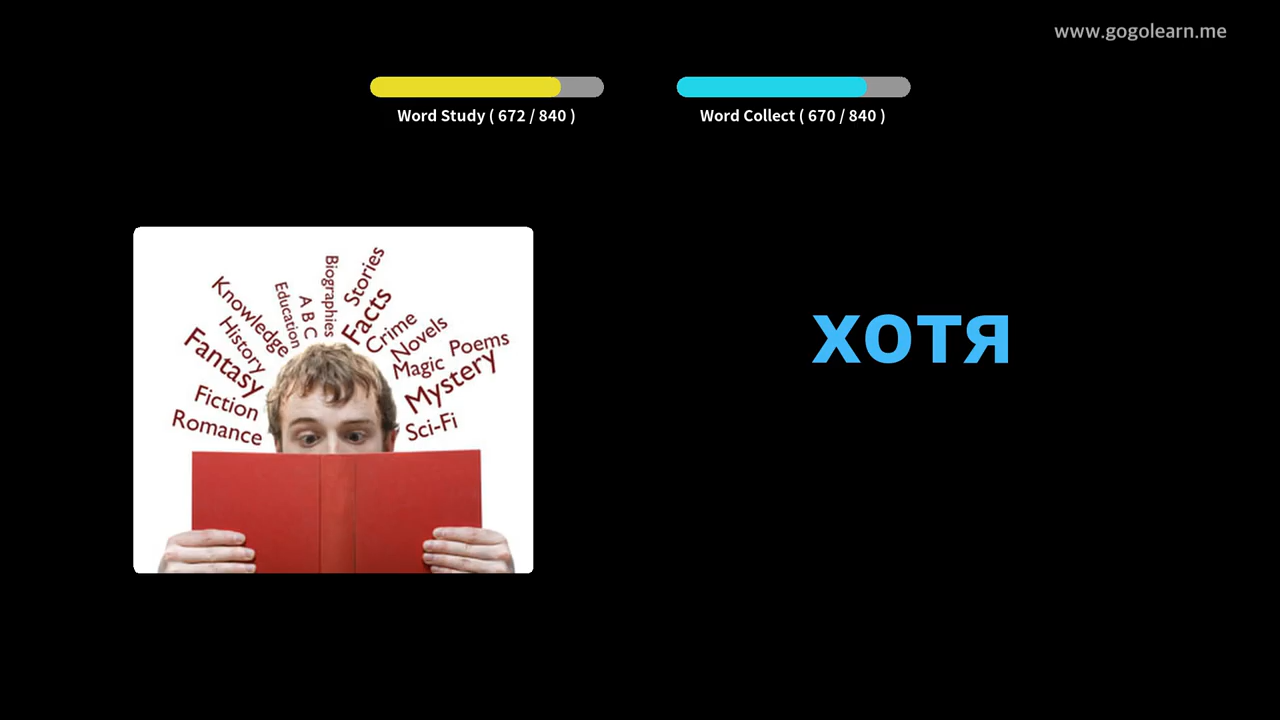 www.gogolearn.me
Word Study ( 672 / 840 )
Word Collect ( 670 / 840 )
Biographies
Stories
Knowledge
Education
A B C
Facts
History
Crime
Novels
Fantasy
Magic
Poems
Mystery
Fiction
Romance
Sci-Fi
хотя